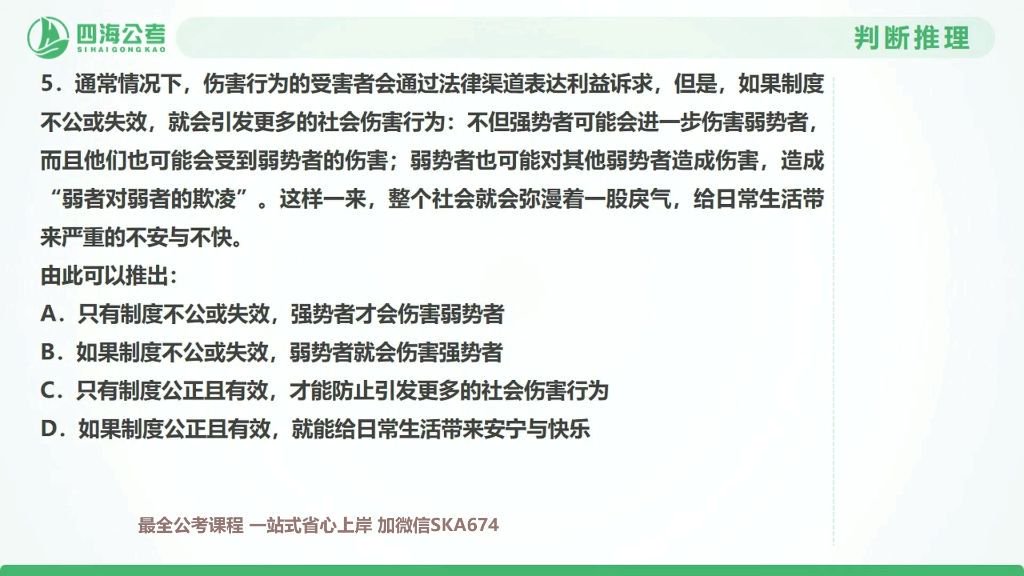 四海公考
SIHAIGONGKAO
判断推理
5．通常情况下，伤害行为的受害者会通过法律渠道表达利益诉求，但是，如果制度
不公或失效，就会引发更多的社会伤害行为：不但强势者可能会进一步伤害弱势者，
而且他们也可能会受到弱势者的伤害；弱势者也可能对其他弱势者造成伤害，造成
“弱者对弱者的欺凌”。这样一来，整个社会就会弥漫着一股戾气，给日常生活带
来严重的不安与不快。
由此可以推出：
A．只有制度不公或失效，强势者才会伤害弱势者
B．如果制度不公或失效，弱势者就会伤害强势者
C．只有制度公正且有效，才能防止引发更多的社会伤害行为
D．如果制度公正且有效，就能给日常生活带来安宁与快乐
最全公考课程 一站式省心上岸 加微信SKA674